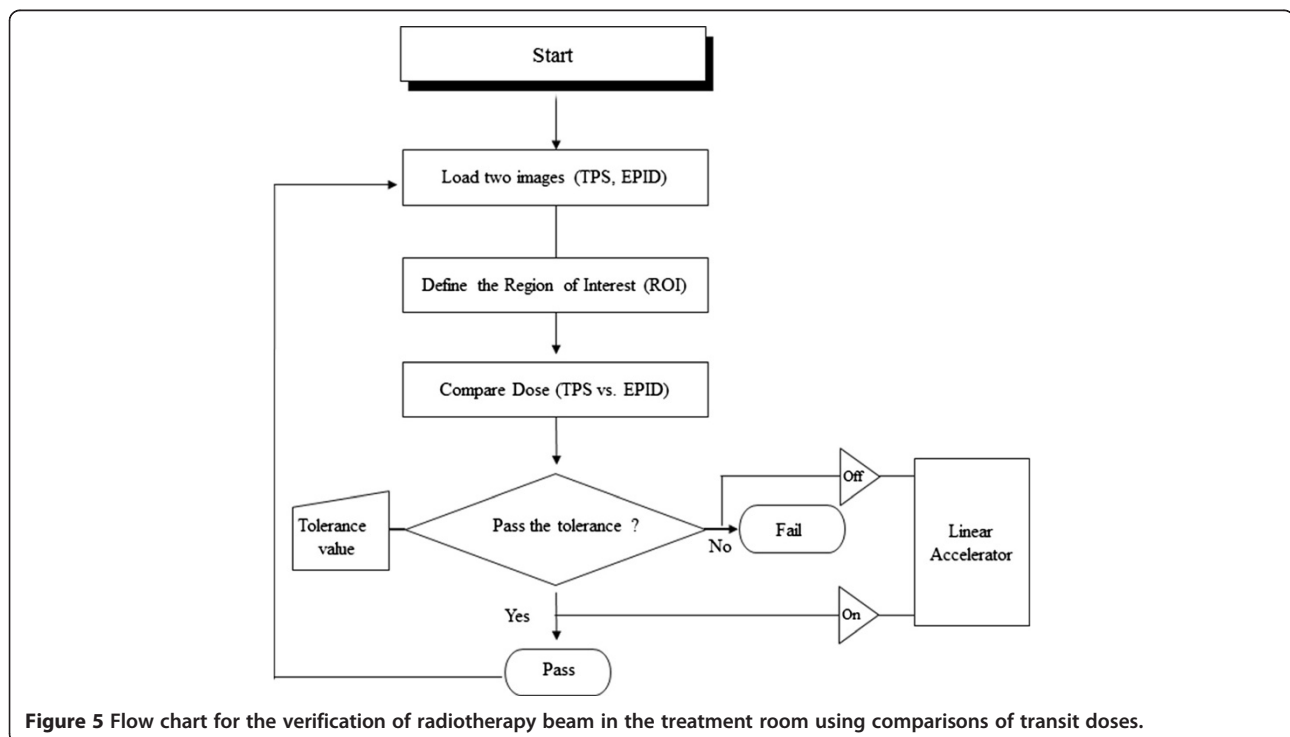 Start
Load two images (TPS, EPID)
Define the Region of Interest (ROI)
Compare Dose (TPS vs. EPID)
Tolerance
value
Pass the tolerance ?
No
Fail
Off
Linear
Accelerator
Yes
On
Pass
Figure 5 Flow chart for the verification of radiotherapy beam in the treatment room using comparisons of transit doses.